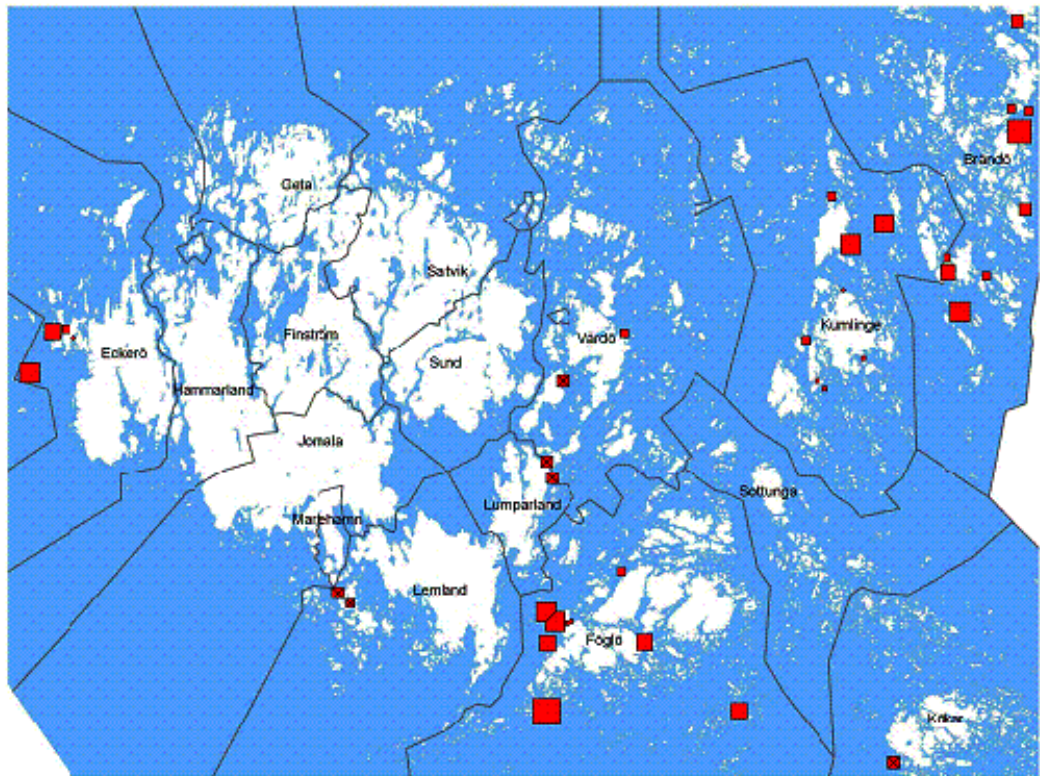 Brändö
Geta
Saltvik
Kumlinge
Finström
Vårdö
Eckerö
Sund
Hammarland
Jomala
Sottunga
Lumparland
Mariehamn
Lemland
Föglö
Kökar